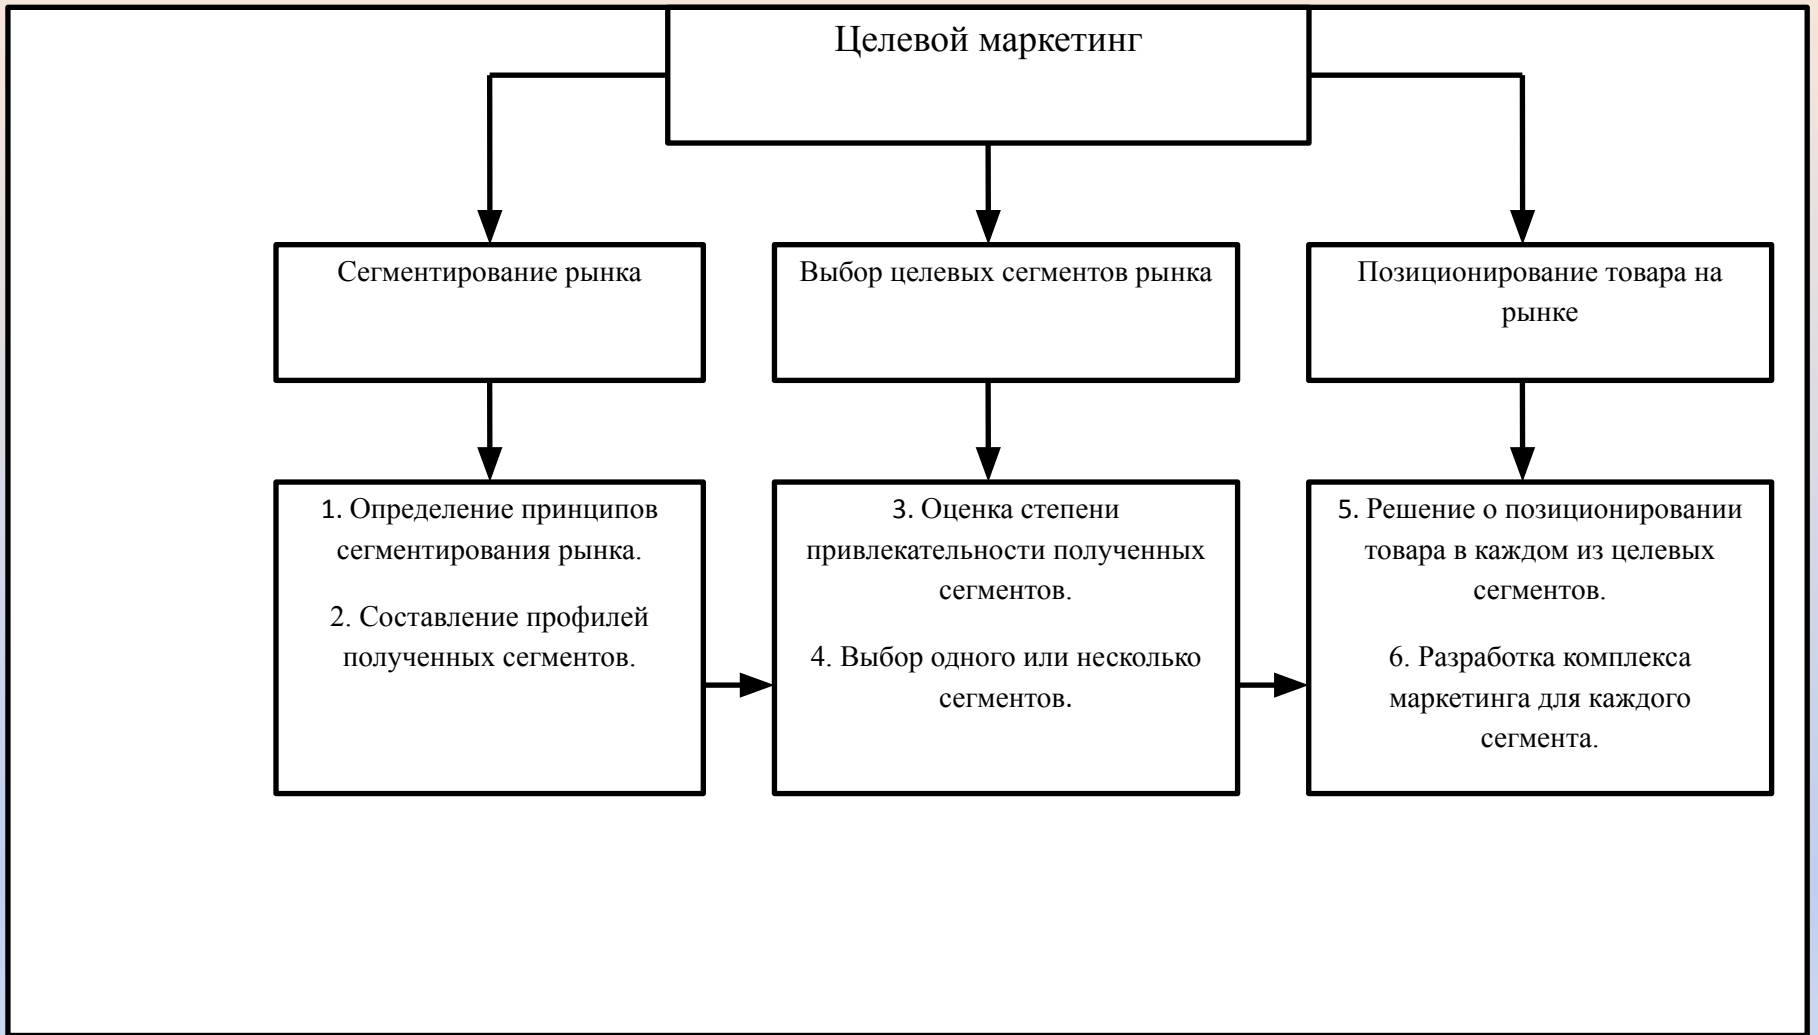 Целевой маркетинг
Сегментирование рынка
Выбор целевых сегментов рынка
Позиционирование товара на
рынке
1. Определение принципов
сегментирования рынка.
2. Составление профилей
полученных сегментов.
3. Оценка степени
привлекательности полученных
сегментов.
4. Выбор одного или несколько
сегментов.
5. Решение о позиционировании
товара в каждом из целевых
сегментов.
6. Разработка комплекса
маркетинга для каждого
сегмента.